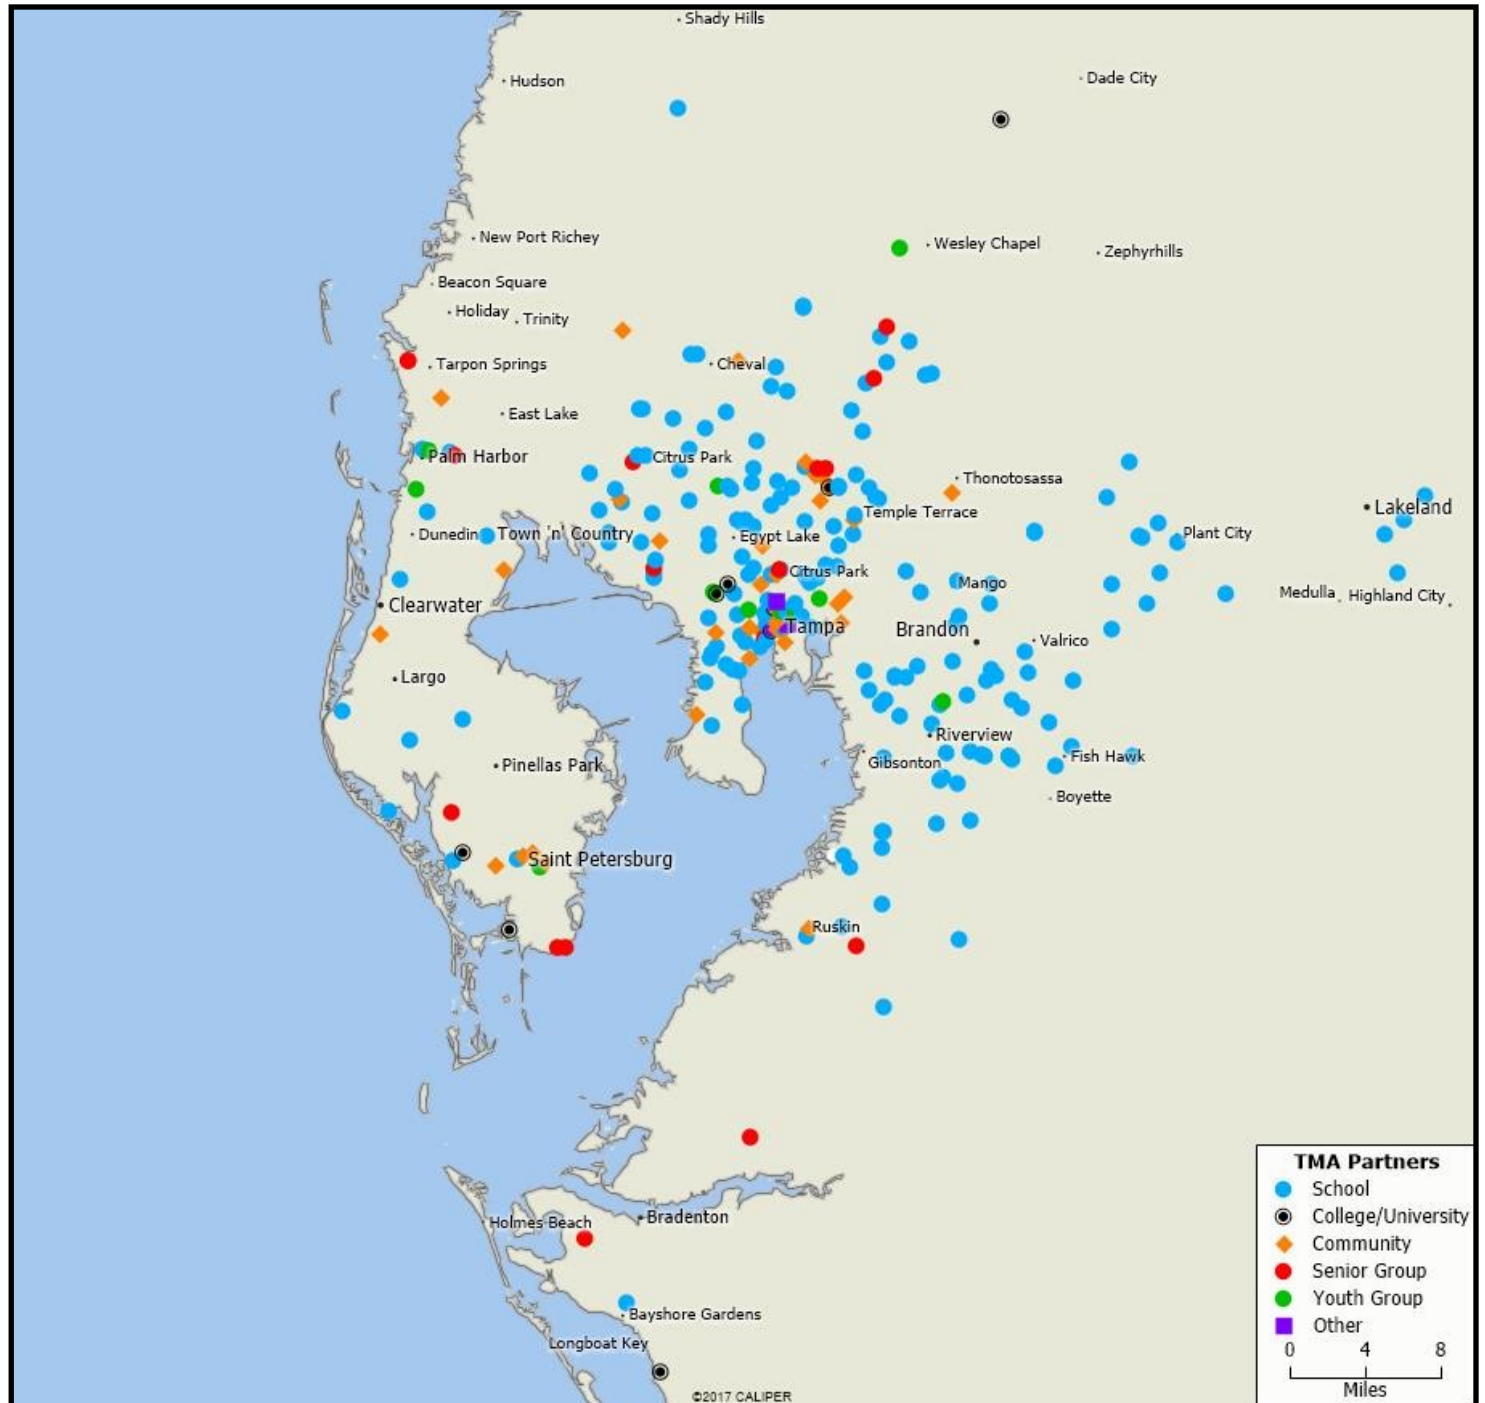 Shady Hills
Hudson
Dade City
New Port Richey
Wesley Chapel
Zephyrhills
Beacon Square
Holiday
Trinity
Tarpon Springs
Cheval
East Lake
Palm Harbor
Citrus Park
Thonotosassa
Lakeland
Temple Terrace
Dunedin
Town 'n' Country
Egypt Lake
Plant City
Citrus Park
Mango
Medulla
Highland City
Clearwater
Tampa
Brandon
Valrico
Largo
Riverview
Pinellas Park
Gibsonton
Fish Hawk
Boyette
Saint Petersburg
Ruskin
Holmes Beach
Bradenton
Bayshore Gardens
Longboat Key
©2017 CALIPER
TMA Partners
School
College/University
Community
Senior Group
Youth Group
Other
0 4 8
Miles